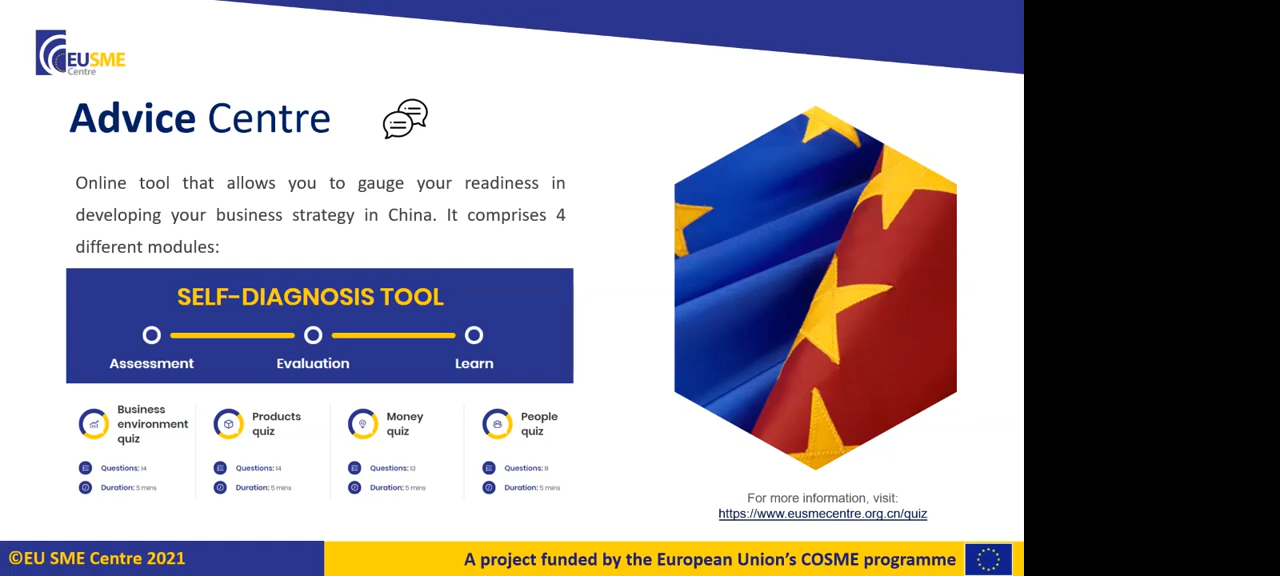 EUSME
Centre
Advice Centre
Online tool that allows you to gauge your readiness in
developing your business strategy in China. It comprises 4
different modules:
SELF-DIAGNOSIS TOOL
Assessment Evaluation Learn
Business
environment
quiz
Questions: 14
Duration: 5 mins
Products
quiz
Questions: 14
Duration: 5 mins
Money
quiz
Questions:
Duration: 5 mins
People
quiz
Questions:
Duration: 5 mins
For more information, visit:
https://www.eusmecentre.org.cn/quiz
©EU SME Centre 2021
A project funded by the European Union’s COSME programme